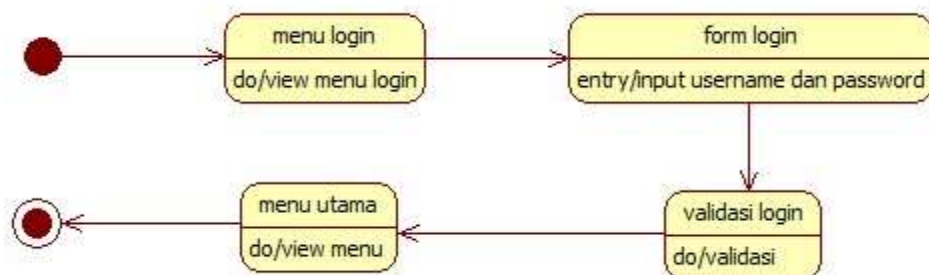 menu login
do/view menu login
form login
entry/input username dan password
validasi login
do/validasi
menu utama
do/view menu